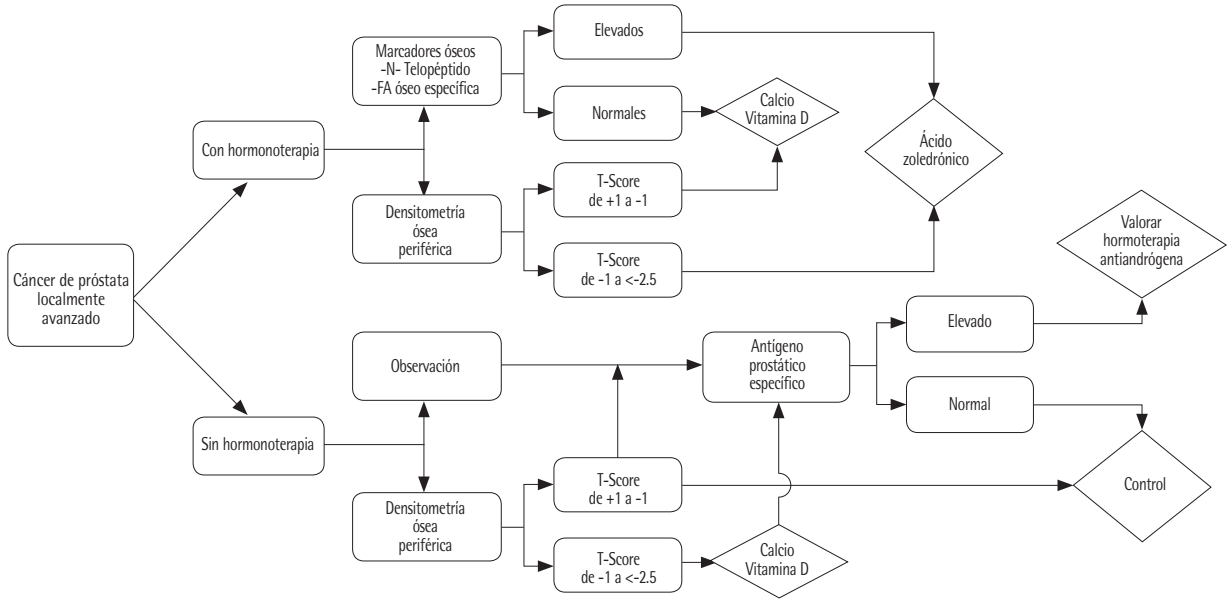 Cáncer de próstata
localmente
avanzado
Con hormonoterapia
Marcadores óseos
-N- Telopéptido
-FA óseo específica
Elevados
Normales
Calcio
Vitamina D
Ácido
zoledrónico
Densitometría
ósea
periférica
T-Score
de +1 a -1
T-Score
de -1 a <-2.5
Sin hormonoterapia
Observación
Densitometría
ósea
periférica
T-Score
de +1 a -1
T-Score
de -1 a <-2.5
Calcio
Vitamina D
Antígeno
prostático
específico
Elevado
Normal
Valorar
hormoterapia
antiandrógena
Control